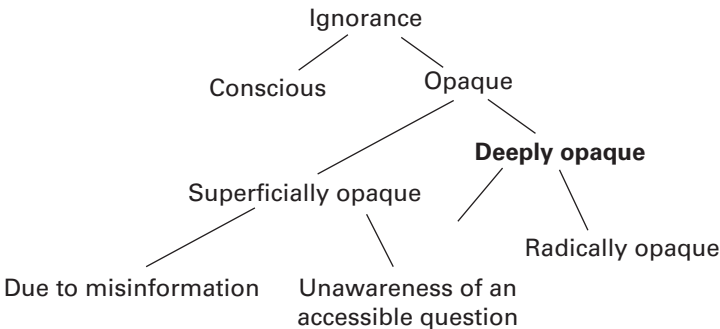 Ignorance
Conscious
Opaque
Deeply opaque
Superficially opaque
Radically opaque
Due to misinformation
Unawareness of an
accessible question